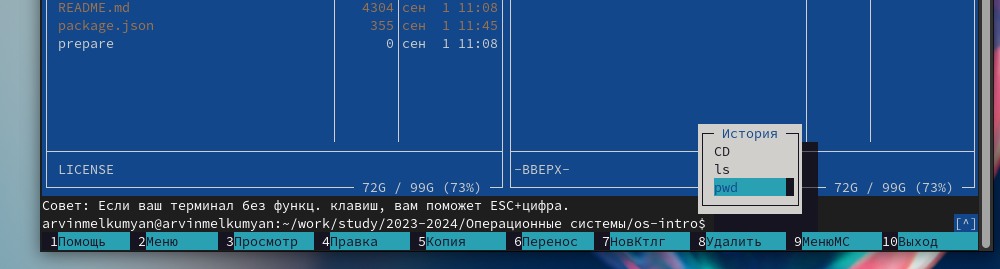 README.md 4304 сен 1 11:08
package.json 355 сен 1 11:45
prepare 0 сен 1 11:08
История
CD
ls
pwd
LICENSE
-ВВЕРХ-
72G / 99G (73%)
72G / 99G (73%)
Совет: Если ваш терминал без функц. клавиш, вам поможет ESC+цифра.
arvinmelkumyan@arvinmelkumyan:~/work/study/2023-2024/Операционные системы/os-intro$ [^]
1Помощь 2Меню 3Просмотр 4Правка 5Копия 6Перенос 7НовКтлг 8Удалить 9МенюMC 10Выход